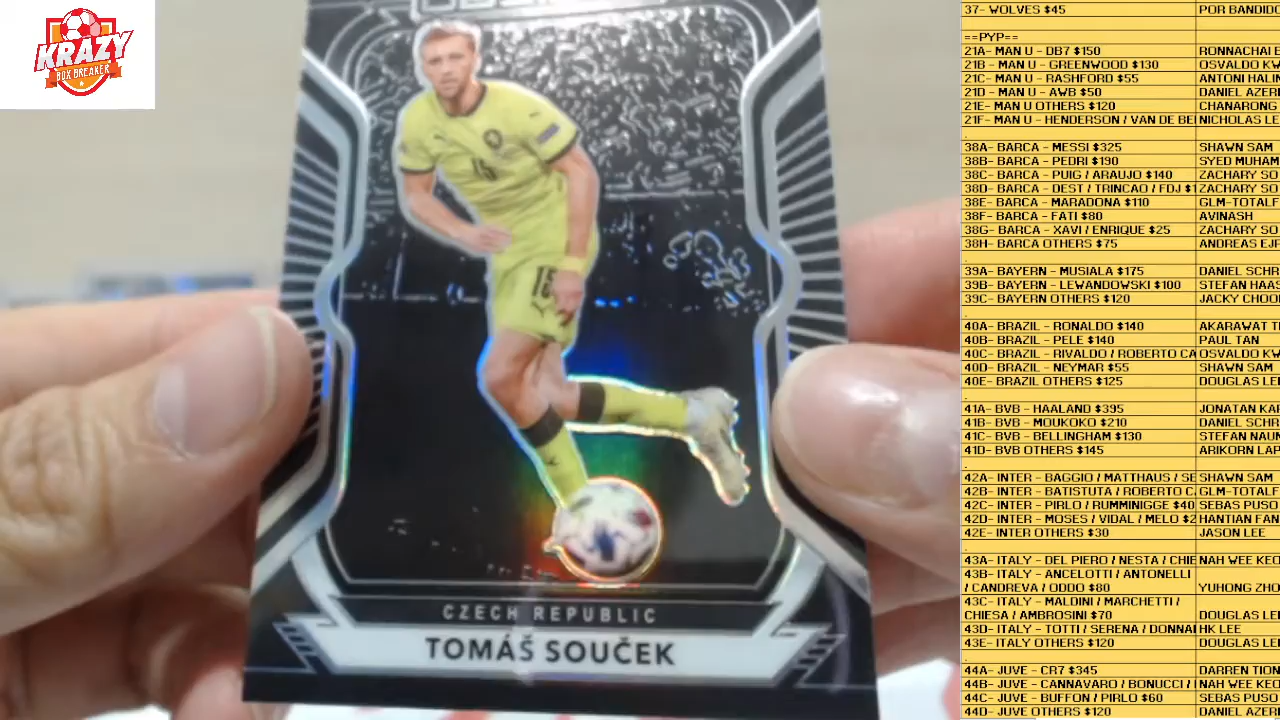 KRAZY
BOX BREAKER
15
CZECH REPUBLIC
TOMÁŠ SOUČEK
37- WOLVES $45 POR BANDIDO
==PYP==
21A- MAN U - DB7 $150 RONNACHAI
21B - MAN U - GREENWOOD $130 OSVALDO KW
21C- MAN U - RASHFORD $55 ANTONI HALIN
21D - MAN U - AWB $50 DANIEL AZER
21E- MAN U OTHERS $120 CHANARONG
21F- MAN U - HENDERSON / VAN DE BE NICHOLAS LE
.
38A- BARCA - MESSI $325 SHAWN SAM
38B- BARCA - PEDRI $190 SYED MUHAM
38C- BARCA - PUIG / ARAUJO $140 ZACHARY SO
38D- BARCA - DEST / TRINCAO / FDJ $1 ZACHARY SO
38E- BARCA - MARADONA $110 GLM-TOTALF
38F- BARCA - FATI $80 AVINASH
38G- BARCA - XAVI / ENRIQUE $25 ZACHARY SO
38H- BARCA OTHERS $75 ANDREAS EJF
.
39A- BAYERN - MUSIALA $175 DANIEL SCHR
39B- BAYERN - LEWANDOWSKI $100 STEFAN HAAS
39C- BAYERN OTHERS $120 JACKY CHOO
.
40A- BRAZIL - RONALDO $140 AKARAWAT T
40B- BRAZIL - PELE $140 PAUL TAN
40C- BRAZIL - RIVALDO / ROBERTO CA OSVALDO KW
40D- BRAZIL - NEYMAR $55 SHAWN SAM
40E- BRAZIL OTHERS $125 DOUGLAS LE
.
41A- BVB - HAALAND $395 JONATAN KAR
41B- BVB - MOUKOKO $210 DANIEL SCHR
41C- BVB - BELLINGHAM $130 STEFAN NAUN
41D- BVB OTHERS $145 ARIKORN LAP
.
42A- INTER - BAGGIO / MATTHAUS / SE SHAWN SAM
42B- INTER - BATISTUTA / ROBERTO C. GLM-TOTALF
42C- INTER - PIRLO / RUMMINIGGE $40 SEBAS PUSO
42D- INTER - MOSES / VIDAL / MELO $2 HANTIAN FAN
42E- INTER OTHERS $30 JASON LEE
.
43A- ITALY - DEL PIERO / NESTA / CHIE NAH WEE KEO
43B- ITALY - ANCELOTTI / ANTONELLI
/ CANDREVA / ODDO $80 YUHONG ZHO
43C- ITALY - MALDINI / MARCHETTI /
CHIESA / AMBROSINI $70 DOUGLAS LE
43D- ITALY - TOTTI / SERENA / DONNA HK LEE
43E- ITALY OTHERS $120 DOUGLAS LE
.
44A- JUVE - CR7 $345 DARREN TION
44B- JUVE - CANNAVARO / BONUCCI / NAH WEE KEO
44C- JUVE - BUFFON / PIRLO $60 SEBAS PUSO
44D- JUVE OTHERS $120 DANIEL AZER